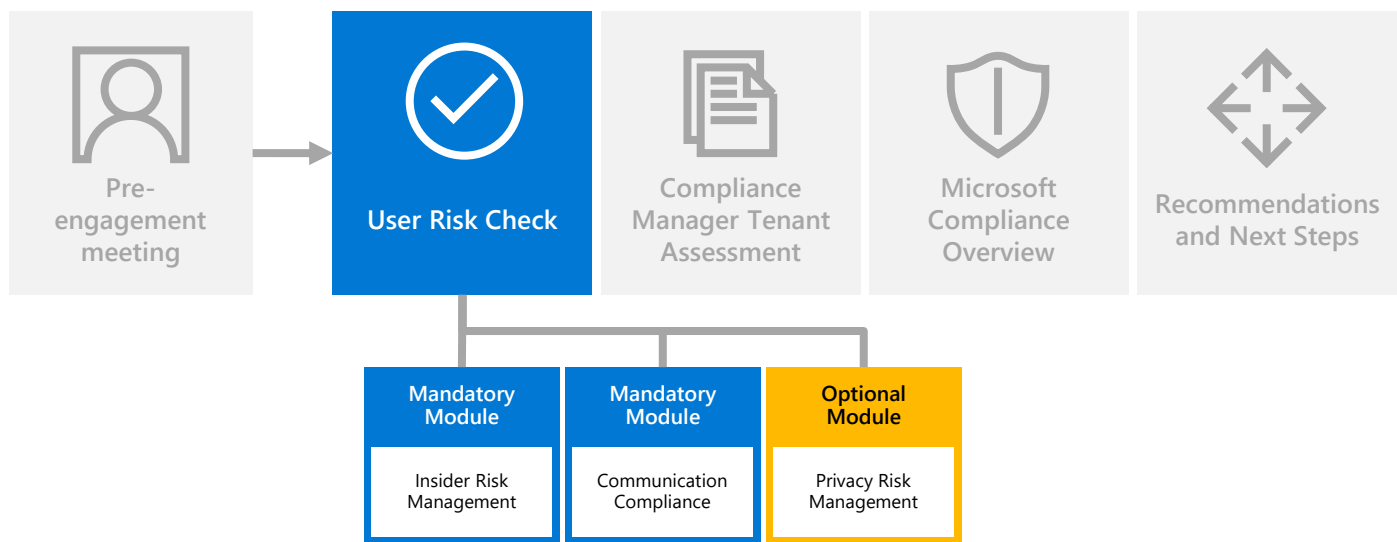 Pre-
engagement
meeting
User Risk Check
Compliance
Manager Tenant
Assessment
Microsoft
Compliance
Overview
Recommendations
and Next Steps
Mandatory
Module
Insider Risk
Management
Mandatory
Module
Communication
Compliance
Optional
Module
Privacy Risk
Management